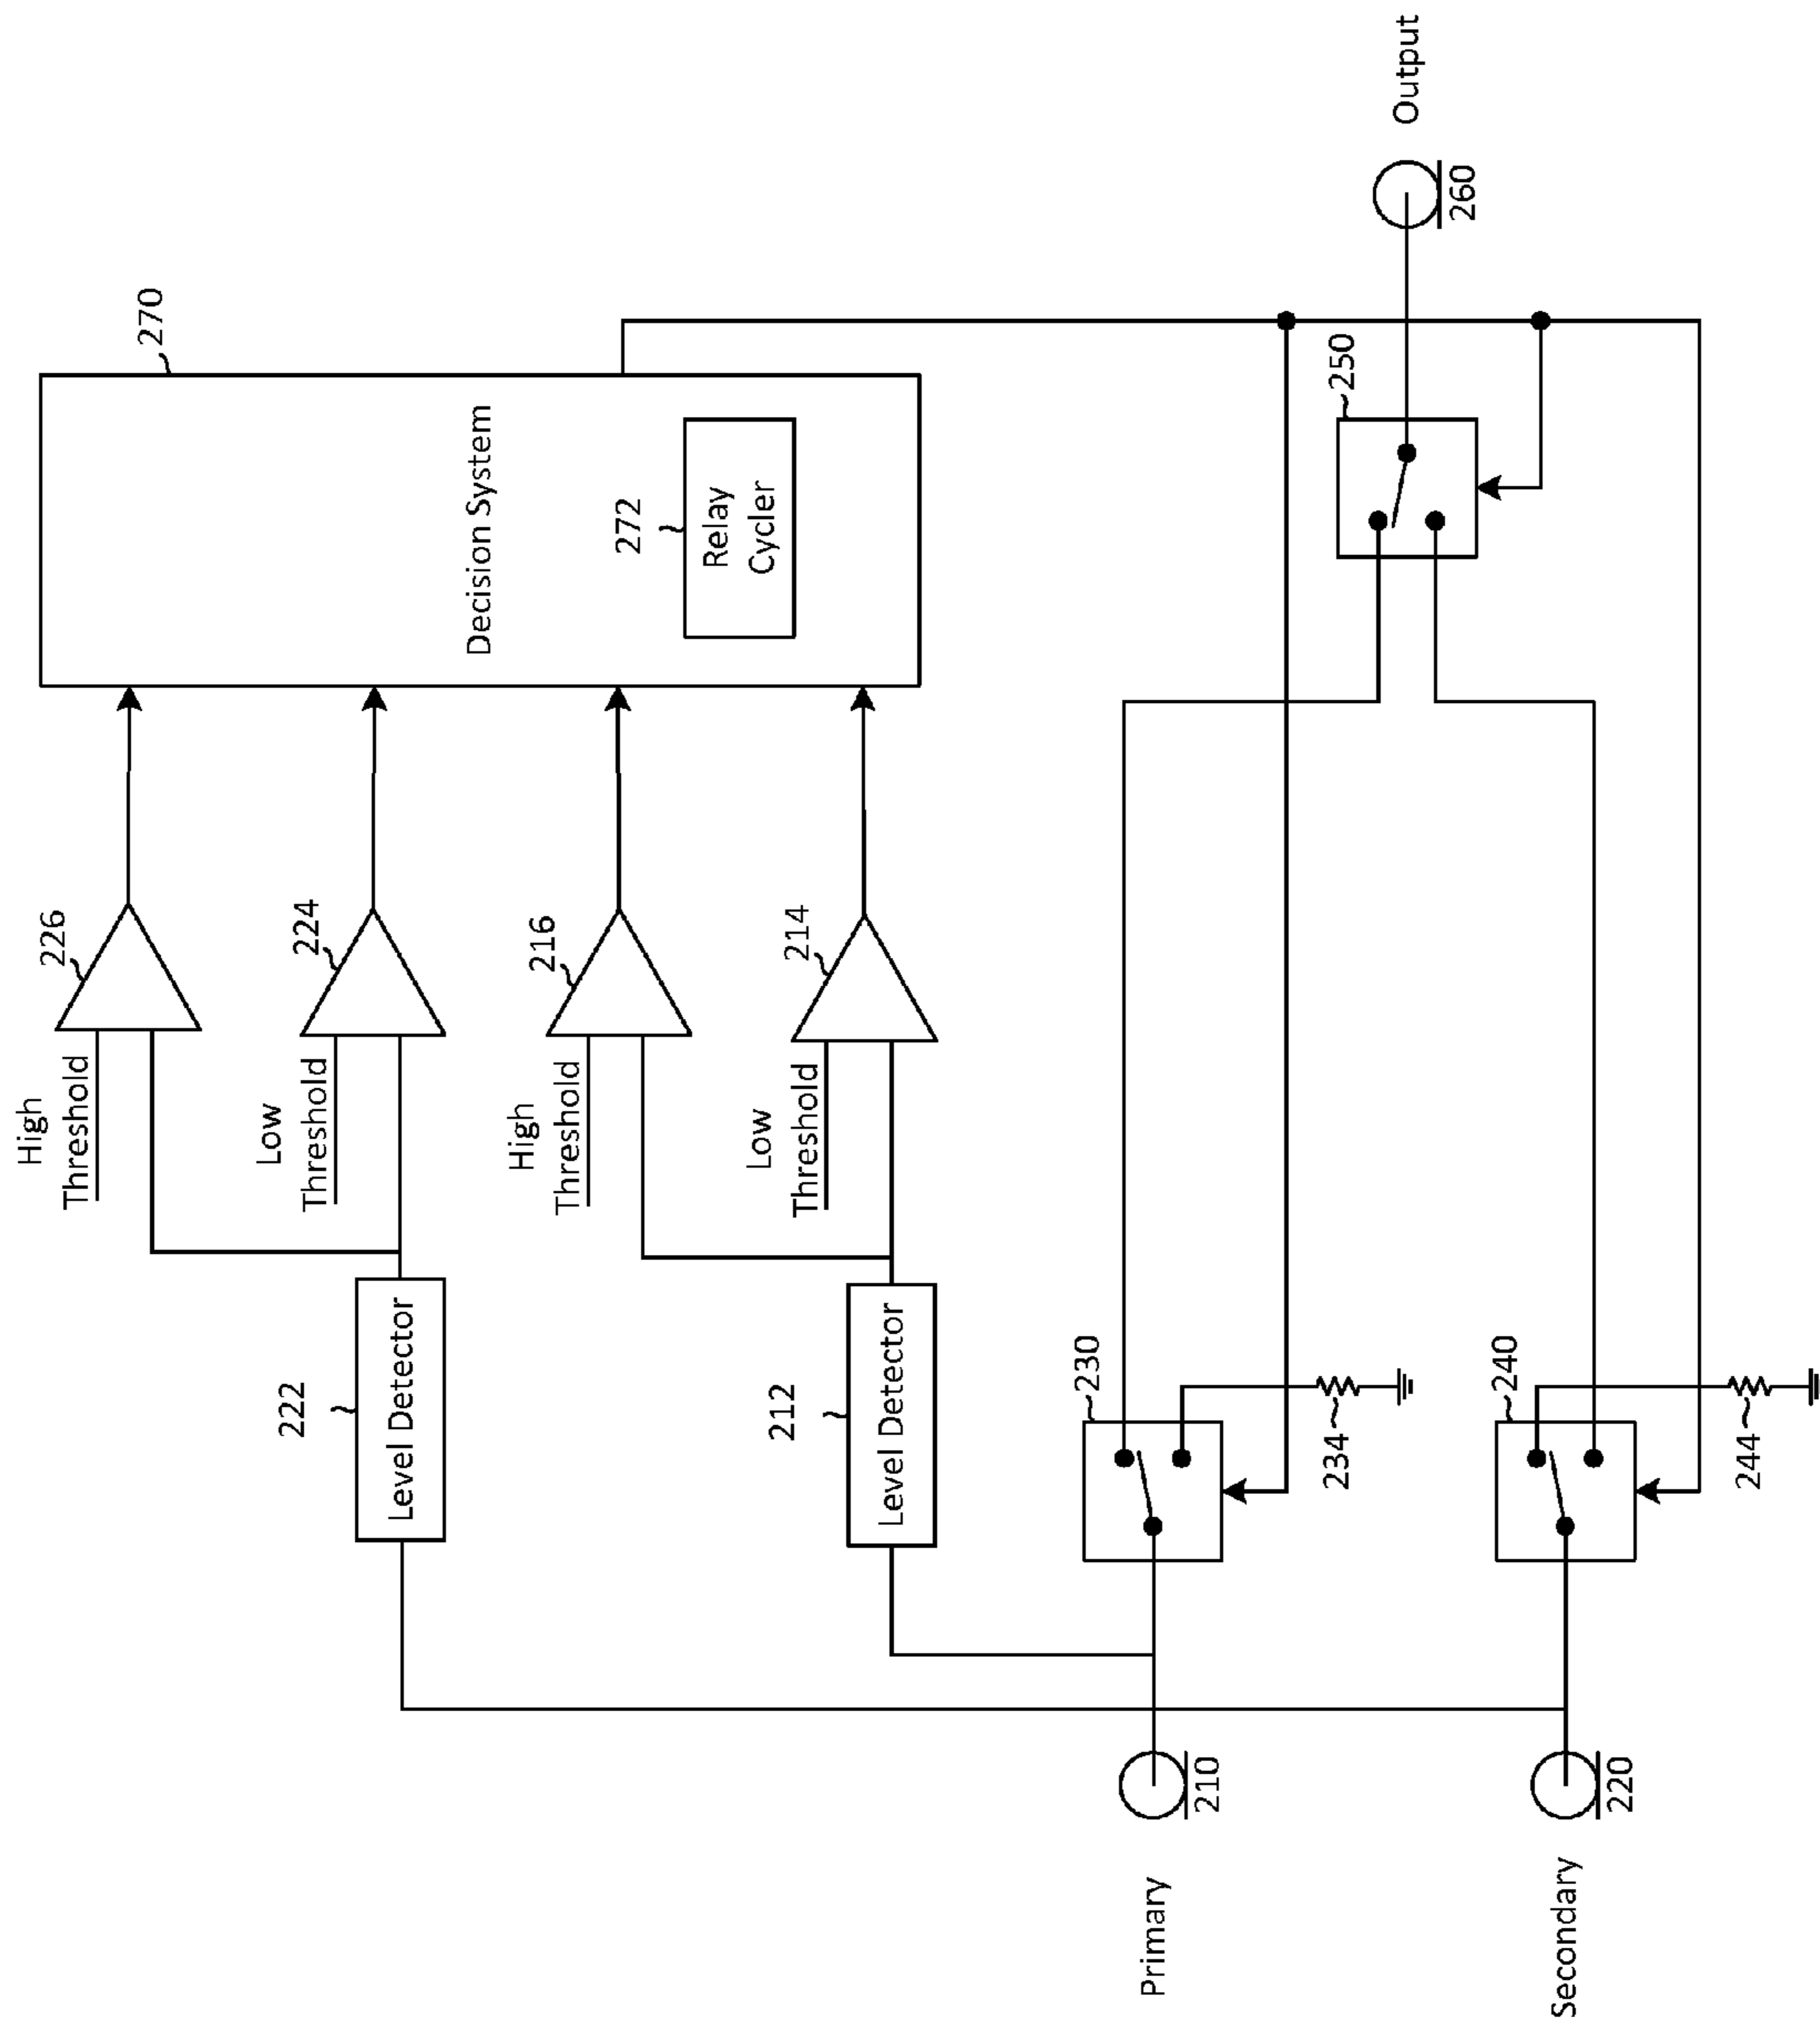 High
Threshold
226
Low
Threshold
224
270
222
Level Detector
Decision System
High
Threshold
216
272
Relay
Cycler
Low
Threshold
214
212
Level Detector
Primary
210
230
234
250
Output
260
Secondary
220
240
244